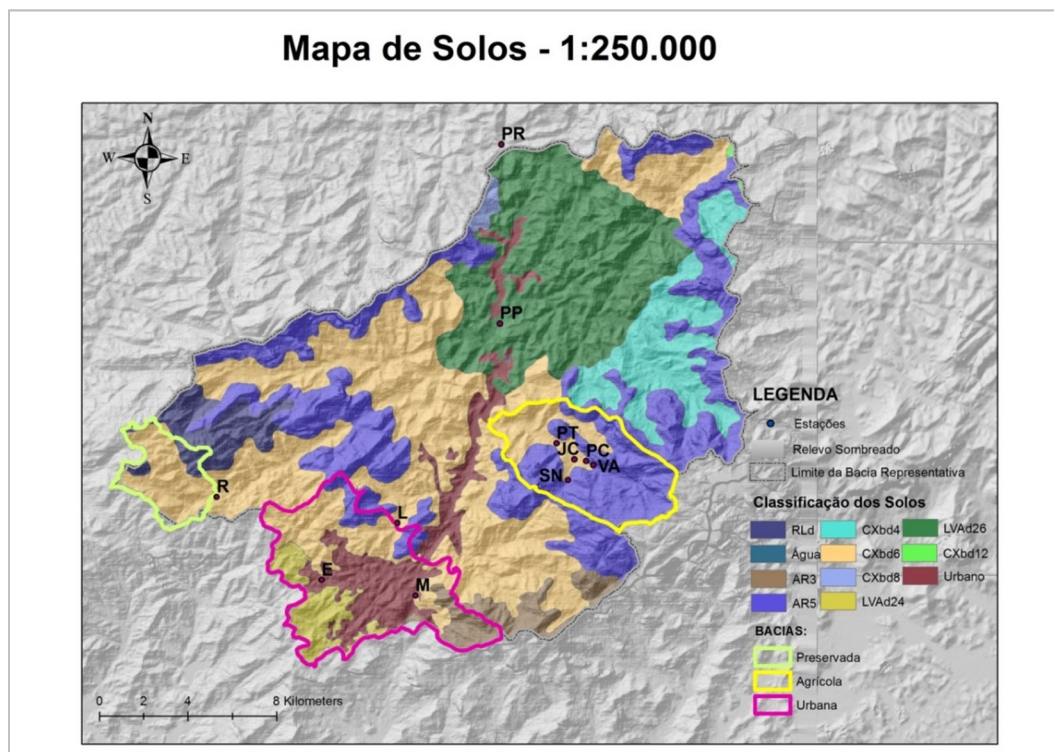 Mapa de Solos - 1:250.000
PR
N
W E
S
PP
LEGENDA
Estações
Relevo Sombreado
Limite da Bacia Representativa
PT
JC PC
VA
SN
R
L
E
M
Classificação dos Solos
RLd CXbd4 LVAd26
Água CXbd6 CXbd12
AR3 CXbd8 Urbano
AR5 LVAd24
BACIAS:
Preservada
Agrícola
Urbana
0 2 4 8 Kilometers